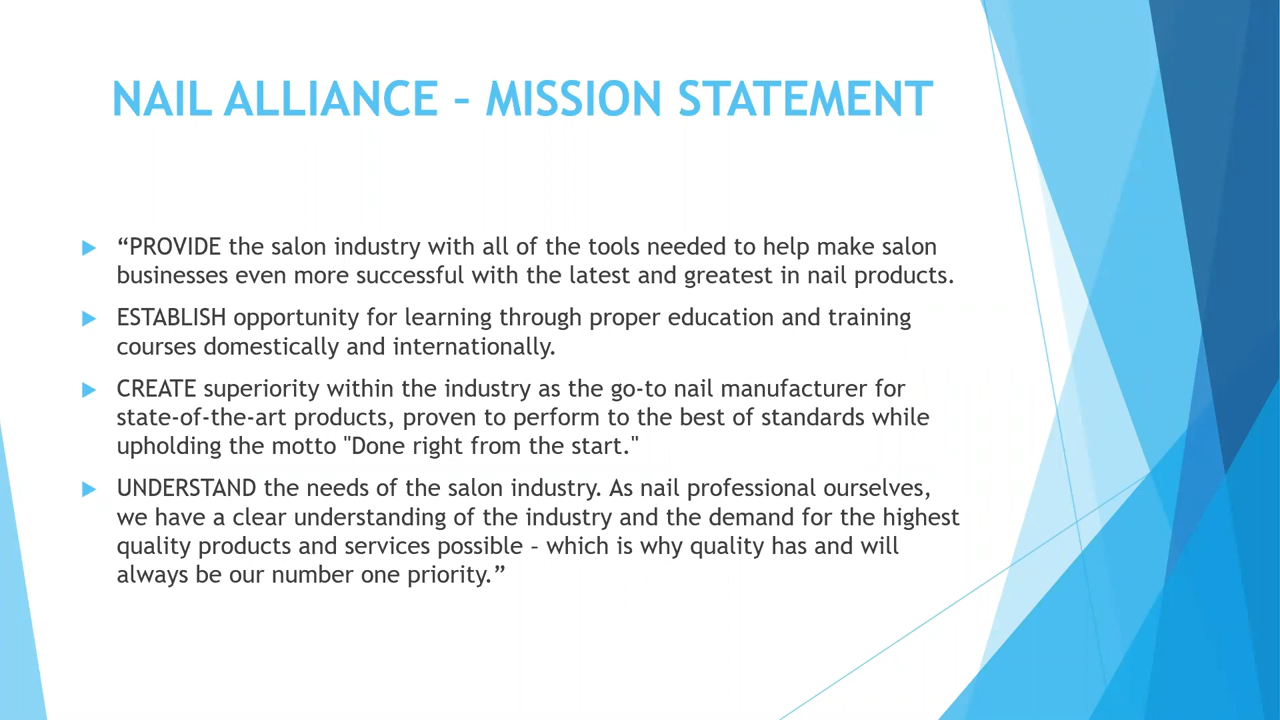 NAIL ALLIANCE – MISSION STATEMENT
“PROVIDE the salon industry with all of the tools needed to help make salon
businesses even more successful with the latest and greatest in nail products.
ESTABLISH opportunity for learning through proper education and training
courses domestically and internationally.
CREATE superiority within the industry as the go-to nail manufacturer for
state-of-the-art products, proven to perform to the best of standards while
upholding the motto "Done right from the start."
UNDERSTAND the needs of the salon industry. As nail professional ourselves,
we have a clear understanding of the industry and the demand for the highest
quality products and services possible – which is why quality has and will
always be our number one priority.”